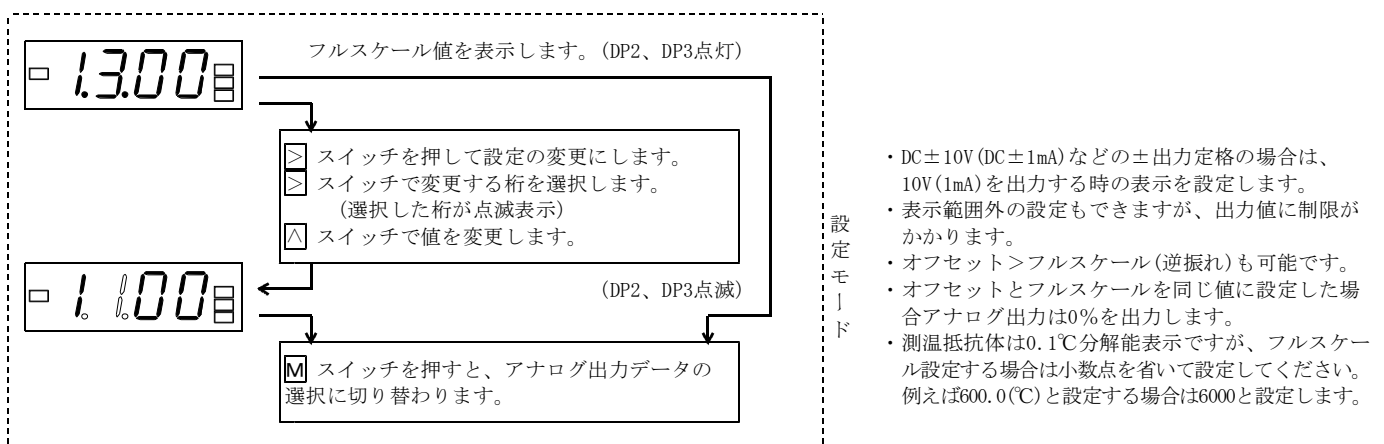 フルスケール値を表示します。(DP2、DP3点灯)
- 1.3.00
> スイッチを押して設定の変更にします。
> スイッチで変更する桁を選択します。
(選択した桁が点滅表示)
∧ スイッチで値を変更します。
- 1. 1.00
(DP2、DP3点滅)
M スイッチを押すと、アナログ出力データの
選択に切り替わります。
設定モード
・DC±10V(DC±1mA)などの±出力定格の場合は、
10V(1mA)を出力する時の表示を設定します。
・表示範囲外の設定もできますが、出力値に制限が
かかります。
・オフセット＞フルスケール(逆振れ)も可能です。
・オフセットとフルスケールを同じ値に設定した場
合アナログ出力は0％を出力します。
・測温抵抗体は0.1℃分解能表示ですが、フルスケー
ル設定する場合は小数点を省いて設定してください。
例えば600.0(℃)と設定する場合は6000と設定します。